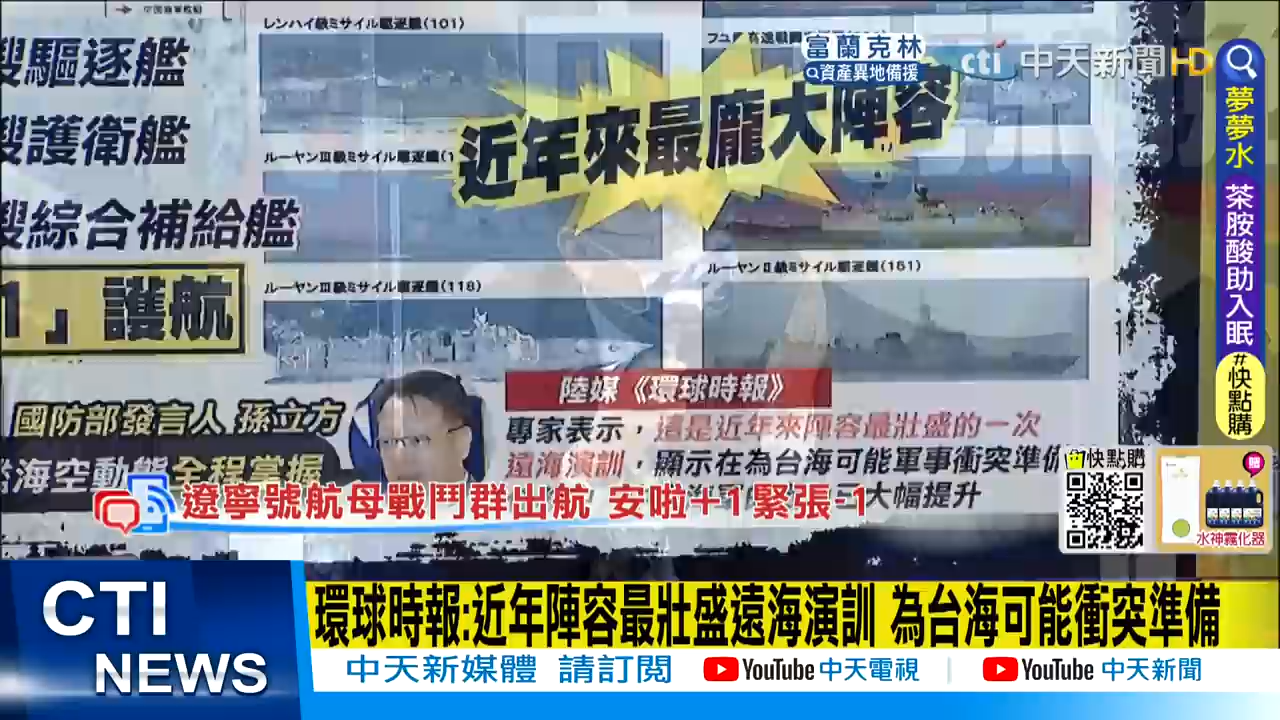 レンハイ級ミサイル駆逐艦(101)
富蘭克林
資産異地備援
cti 中天新聞HD
艘驅逐艦
艘護衛艦
艘綜合補給艦
1」護航
近年來最龐大陣容
ルーヤンⅢ級ミサイル駆逐艦(1
ルーヤンⅢ級ミサイル駆逐艦(118)
ルーヤンⅡ級ミサイル駆逐艦(151)
國防部發言人 孫立方
海空動態全程掌握
陸媒《環球時報》
專家表示，這是近年來陣容最壯盛的一次
遠海演訓，顯示在為台海可能軍事衝突準備
大幅提升
遼寧號航母戰鬥群出航 安啦+1緊張-1
夢夢水
茶胺酸助入眠
#快點購
快點購
贈
水神霧化器
CTI NEWS
環球時報:近年陣容最壯盛遠海演訓 為台海可能衝突準備
中天新媒體 請訂閱 YouTube 中天電視 | YouTube 中天新聞